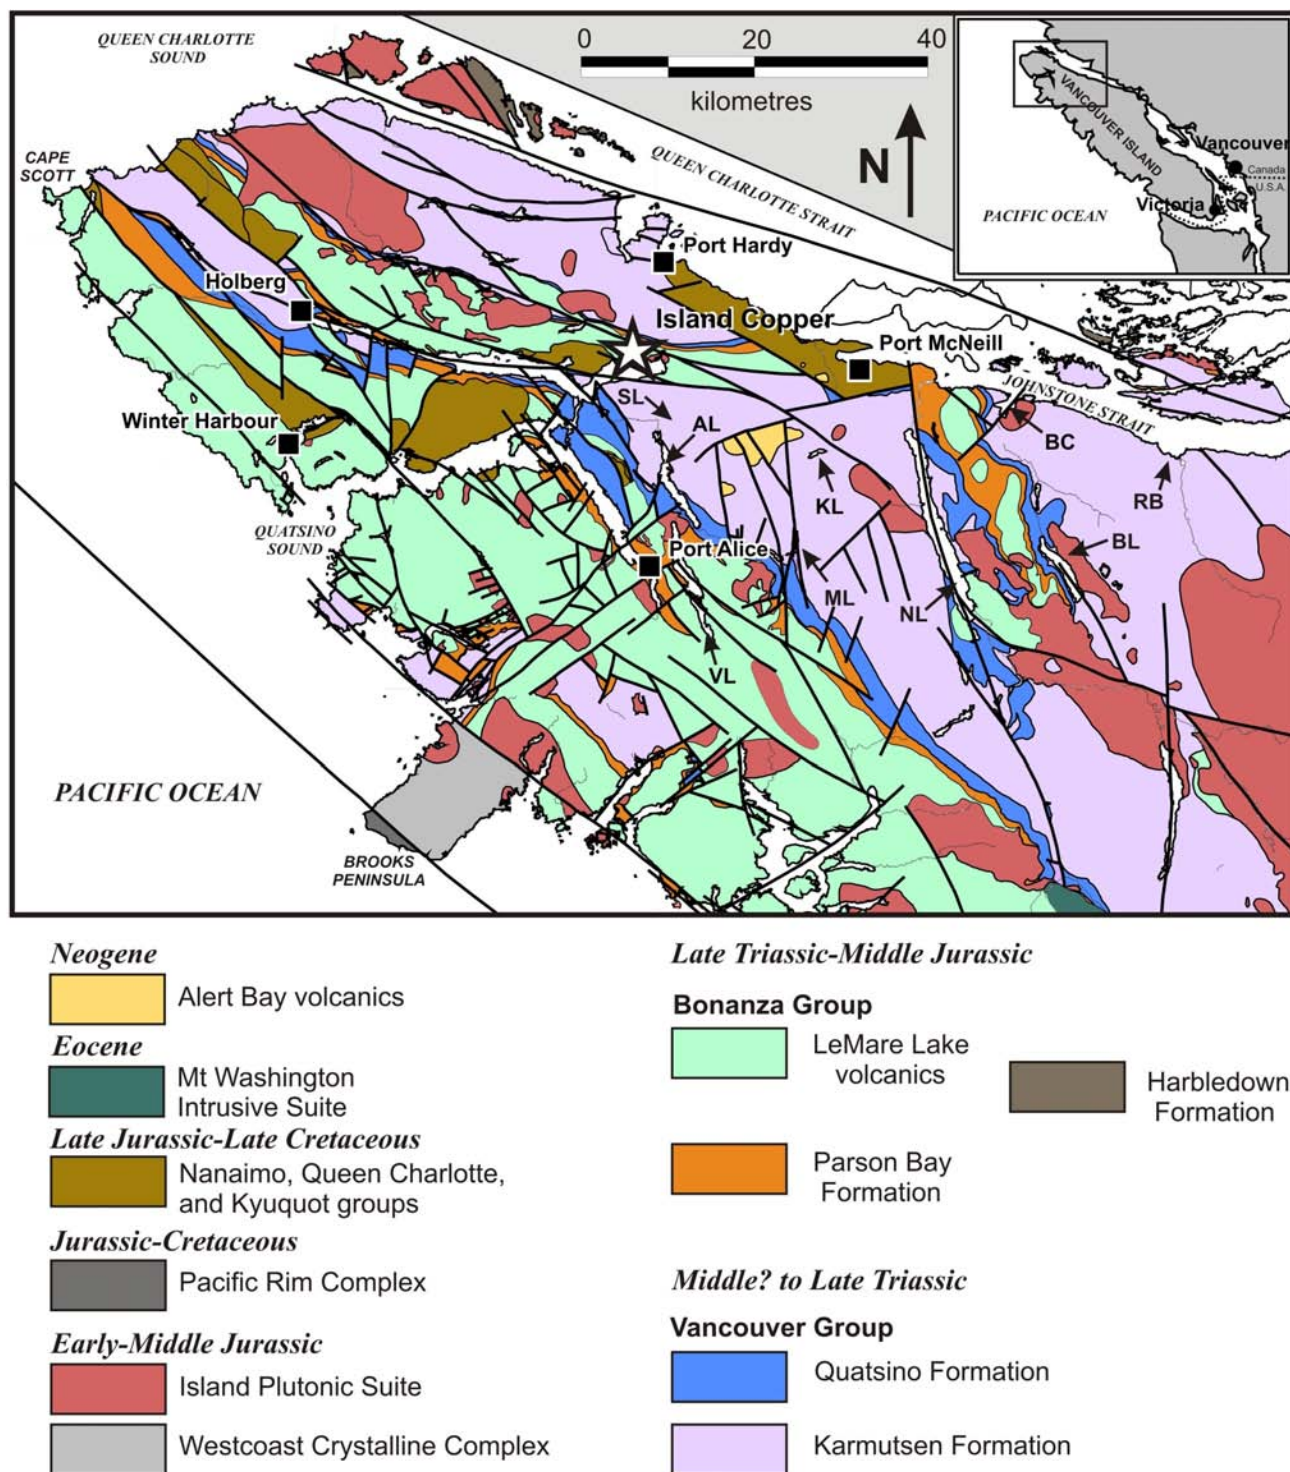 QUEEN CHARLOTTE
SOUND
0 20 40
kilometres
N
VANCOUVER ISLAND
Vancouver
Canada
U.S.A.
Victoria
PACIFIC OCEAN
CAPE
SCOTT
QUEEN CHARLOTTE STRAIT
Port Hardy
Holberg
Island Copper
Port McNeill
JOHNSTONE STRAIT
SL
AL
BC
Winter Harbour
KL
RB
QUATSINO
SOUND
Port Alice
BL
ML
NL
VL
PACIFIC OCEAN
BROOKS
PENINSULA
Neogene
Alert Bay volcanics
Eocene
Mt Washington
Intrusive Suite
Late Jurassic-Late Cretaceous
Nanaimo, Queen Charlotte,
and Kyuquot groups
Jurassic-Cretaceous
Pacific Rim Complex
Early-Middle Jurassic
Island Plutonic Suite
Westcoast Crystalline Complex
Late Triassic-Middle Jurassic
Bonanza Group
LeMare Lake
volcanics
Harbledown
Formation
Parson Bay
Formation
Middle? to Late Triassic
Vancouver Group
Quatsino Formation
Karmutsen Formation